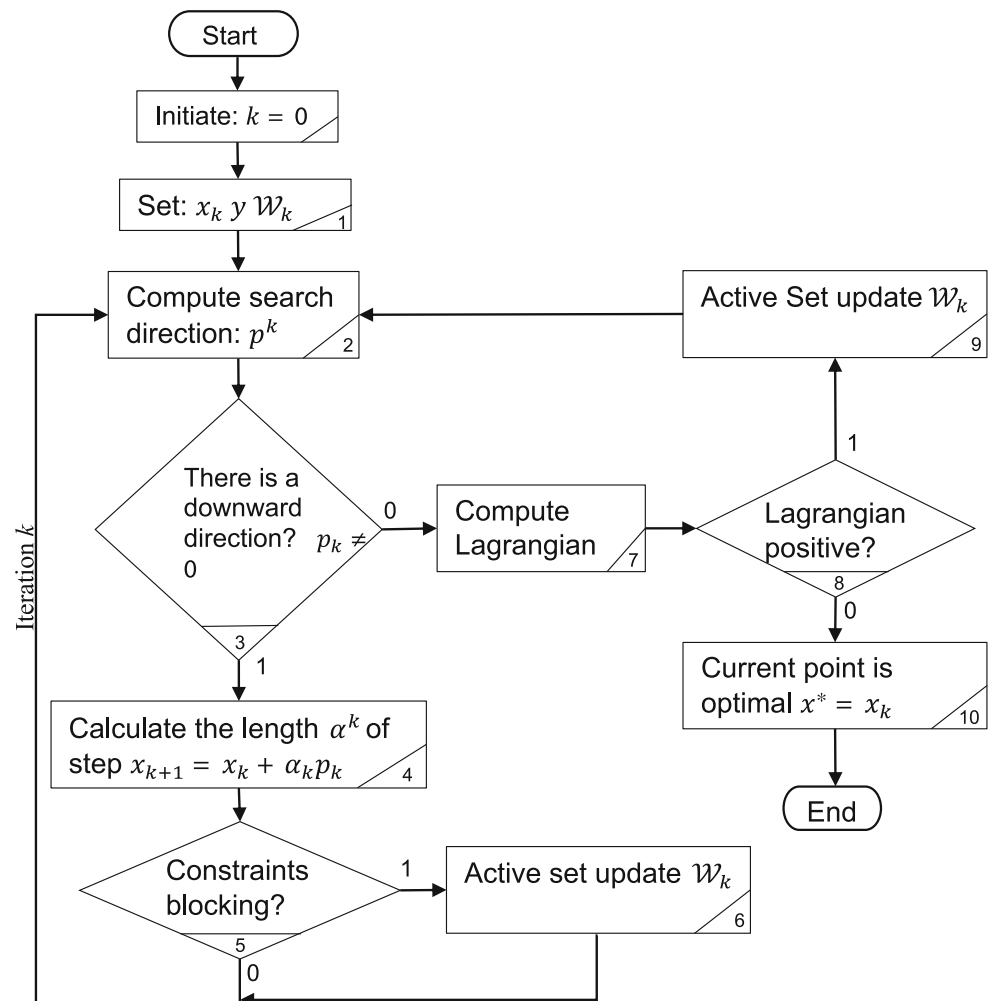 Start
Initiate: k = 0
Set: x_k y 𝒲_k
1
Compute search
direction: p^k
2
Active Set update 𝒲_k
9
There is a
downward
direction? p_k ≠
0
3
0
1
Compute
Lagrangian
7
Lagrangian
positive?
8
1
0
Iteration k
Calculate the length α^k of
step x_{k+1} = x_k + α_k p_k
4
Current point is
optimal x* = x_k
10
End
Constraints
blocking?
5
1
0
Active set update 𝒲_k
6